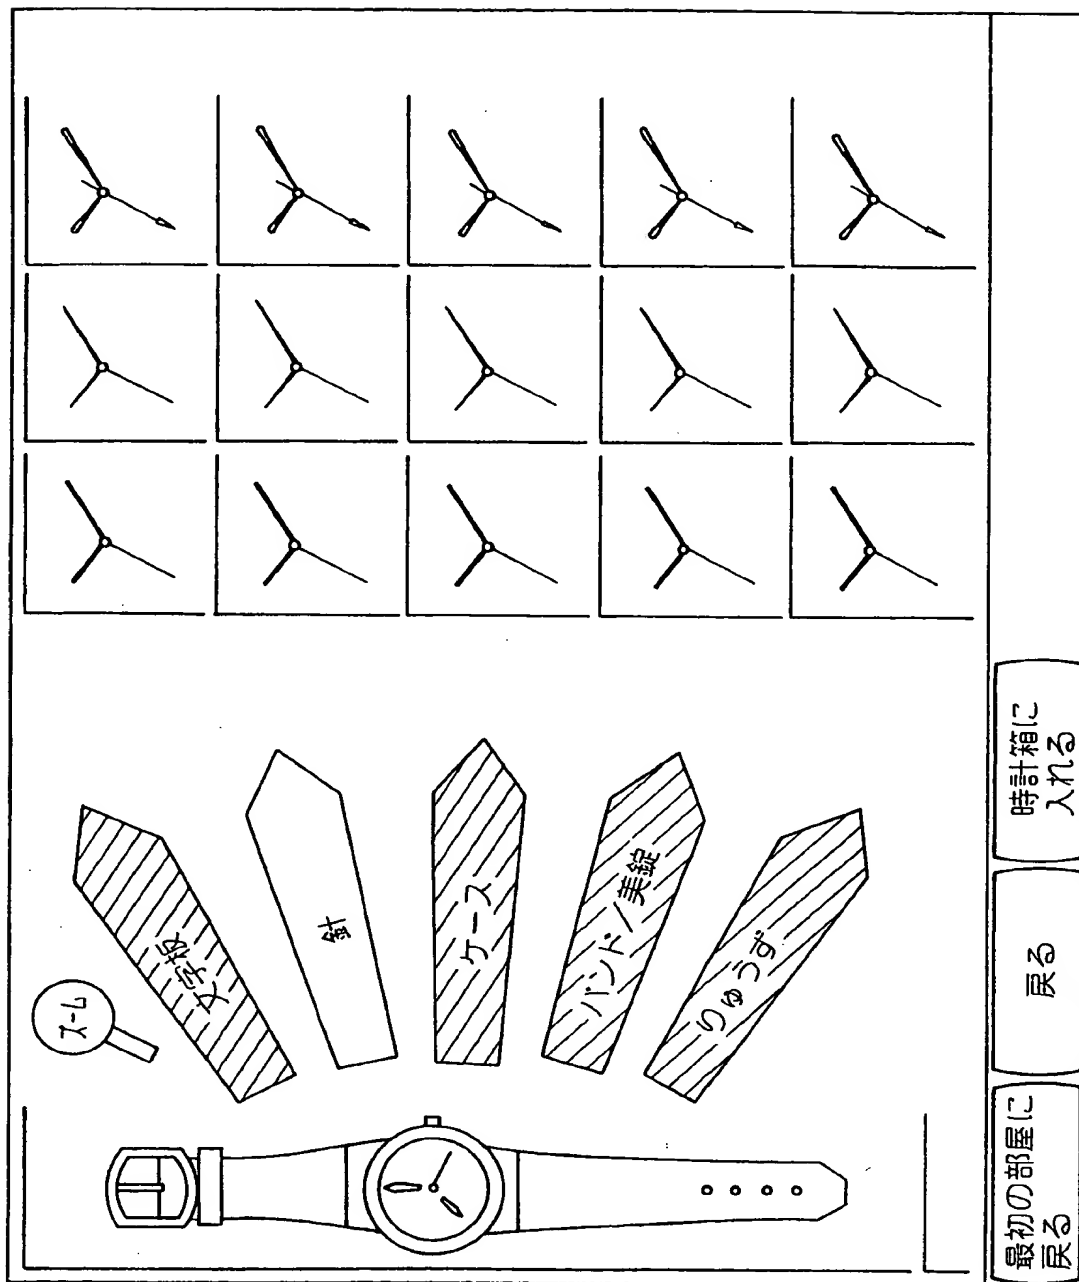 ズーム
文字板
針
ケース
バンド/美錠
りゅうず
最初の部屋に
戻る
戻る
時計箱に
入れる